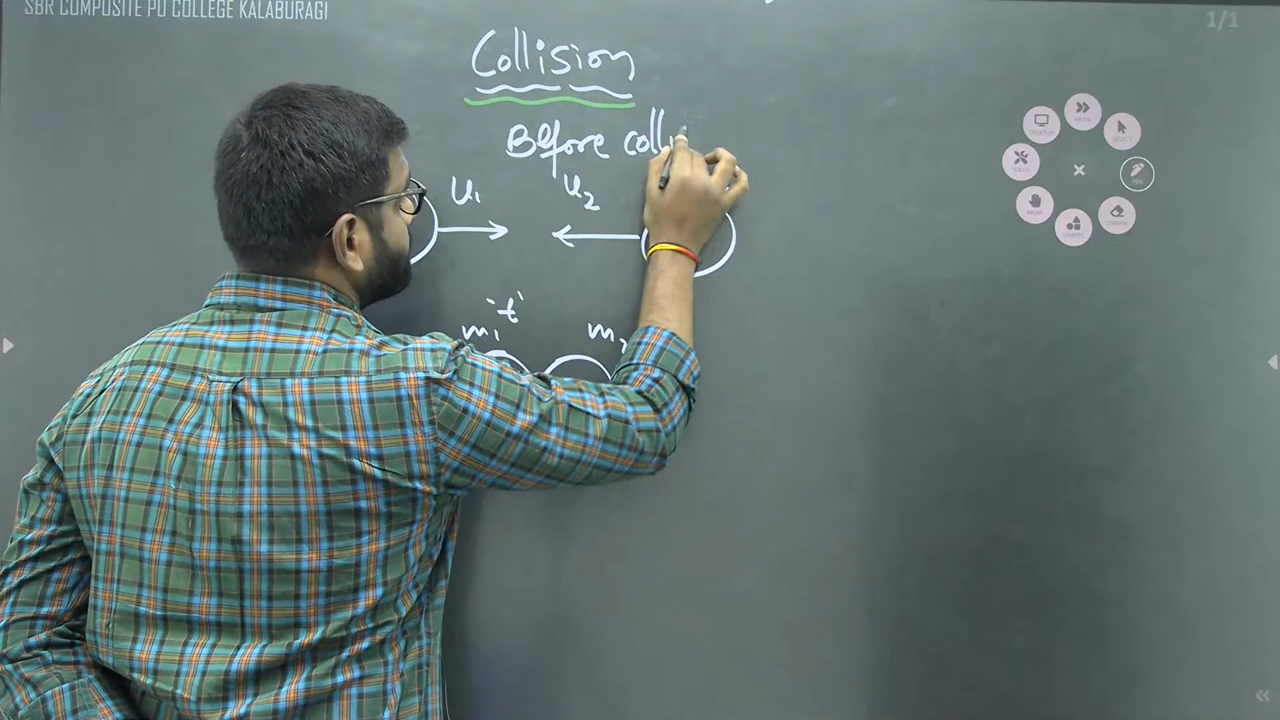 SBR COMPOSITE PU COLLEGE KALABURAGI
1/1
Collision
Before coll
u₁ u₂
't'
m₁ m₂